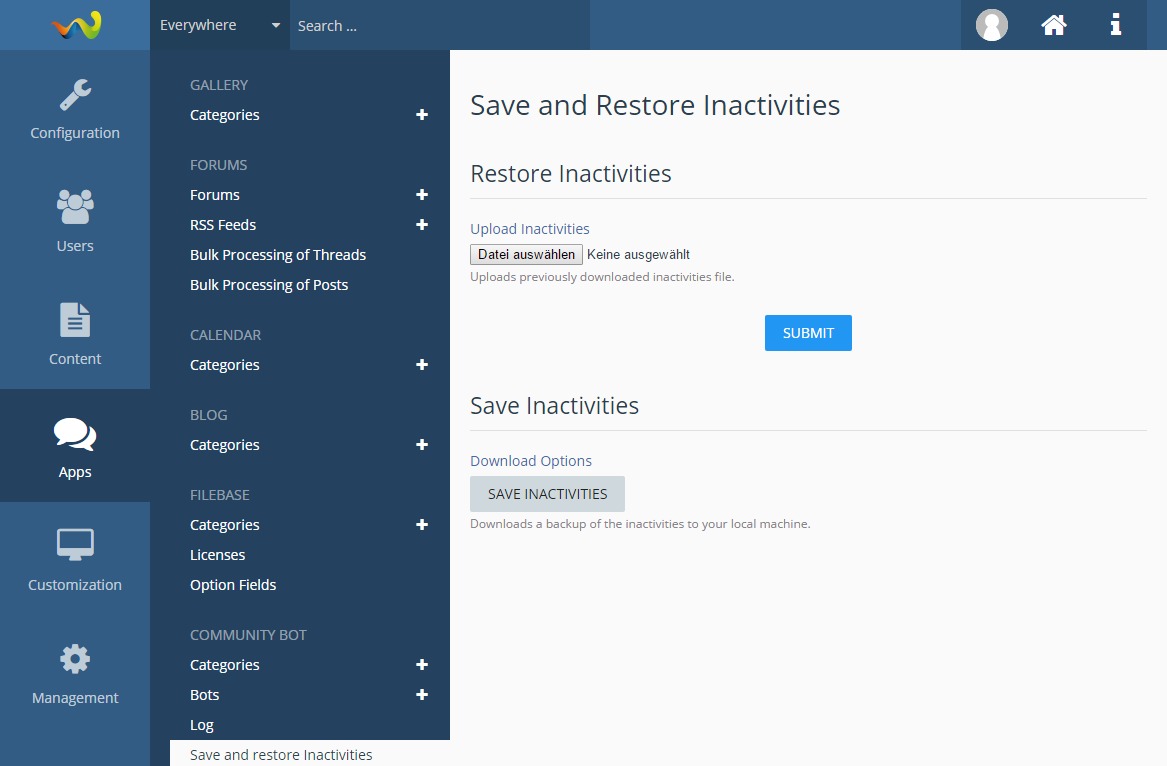 Everywhere
Search ...
Configuration
Users
Content
Apps
Customization
Management
GALLERY
Categories
FORUMS
Forums
RSS Feeds
Bulk Processing of Threads
Bulk Processing of Posts
CALENDAR
Categories
BLOG
Categories
FILEBASE
Categories
Licenses
Option Fields
COMMUNITY BOT
Categories
Bots
Log
Save and restore Inactivities
Save and Restore Inactivities
Restore Inactivities
Upload Inactivities
Datei auswählen Keine ausgewählt
Uploads previously downloaded inactivities file.
SUBMIT
Save Inactivities
Download Options
SAVE INACTIVITIES
Downloads a backup of the inactivities to your local machine.